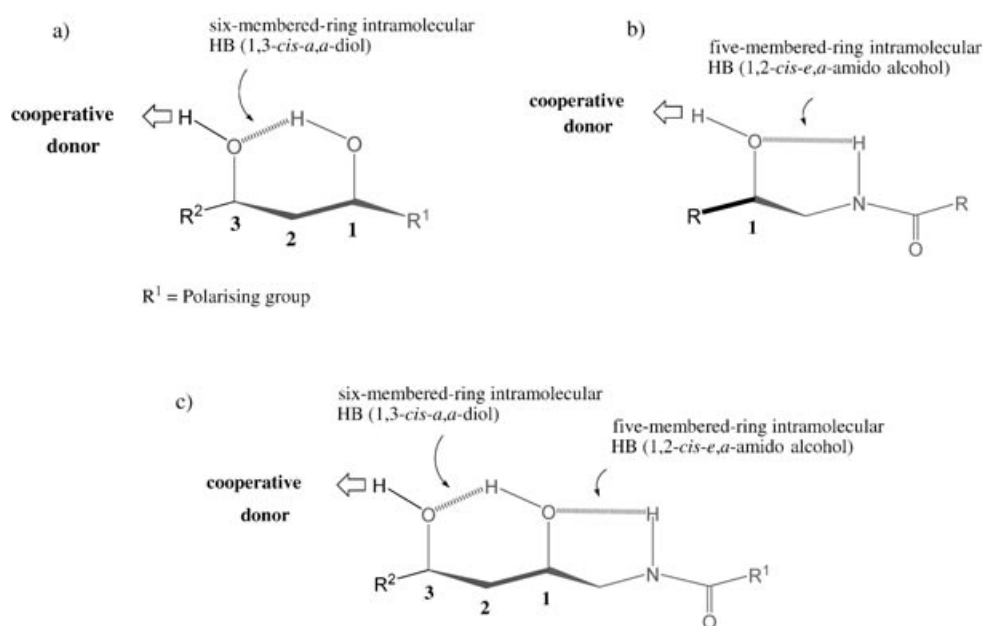 a)
six-membered-ring intramolecular
HB (1,3-cis-a,a-diol)
cooperative
donor
H
H
O
O
R²
3
2
1
R¹
R¹ = Polarising group
b)
five-membered-ring intramolecular
HB (1,2-cis-e,a-amido alcohol)
cooperative
donor
H
O
H
R
1
N
R
O
c)
six-membered-ring intramolecular
HB (1,3-cis-a,a-diol)
five-membered-ring intramolecular
HB (1,2-cis-e,a-amido alcohol)
cooperative
donor
H
H
O
O
H
R²
3
2
1
N
R¹
O